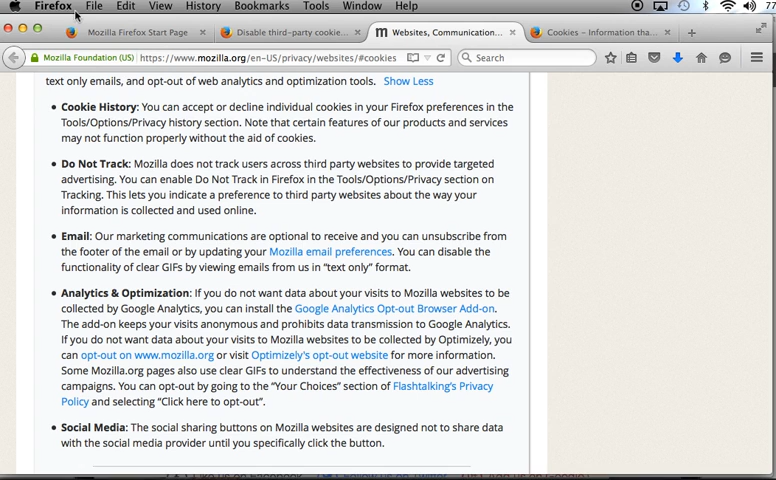 Firefox File Edit View History Bookmarks Tools Window Help 77
Mozilla Firefox Start Page × Disable third-party cookie... × m Websites, Communication... × Cookies – Information tha... × +
Mozilla Foundation (US) https://www.mozilla.org/en-US/privacy/websites/#cookies Search
text only emails, and opt-out of web analytics and optimization tools. Show Less
• Cookie History: You can accept or decline individual cookies in your Firefox preferences in the
Tools/Options/Privacy history section. Note that certain features of our products and services
may not function properly without the aid of cookies.
• Do Not Track: Mozilla does not track users across third party websites to provide targeted
advertising. You can enable Do Not Track in Firefox in the Tools/Options/Privacy section on
Tracking. This lets you indicate a preference to third party websites about the way your
information is collected and used online.
• Email: Our marketing communications are optional to receive and you can unsubscribe from
the footer of the email or by updating your Mozilla email preferences. You can disable the
functionality of clear GIFs by viewing emails from us in “text only” format.
• Analytics & Optimization: If you do not want data about your visits to Mozilla websites to be
collected by Google Analytics, you can install the Google Analytics Opt-out Browser Add-on.
The add-on keeps your visits anonymous and prohibits data transmission to Google Analytics.
If you do not want data about your visits to Mozilla websites to be collected by Optimizely, you
can opt-out on www.mozilla.org or visit Optimizely's opt-out website for more information.
Some Mozilla.org pages also use clear GIFs to understand the effectiveness of our advertising
campaigns. You can opt-out by going to the “Your Choices” section of Flashtalking’s Privacy
Policy and selecting “Click here to opt-out”.
• Social Media: The social sharing buttons on Mozilla websites are designed not to share data
with the social media provider until you specifically click the button.